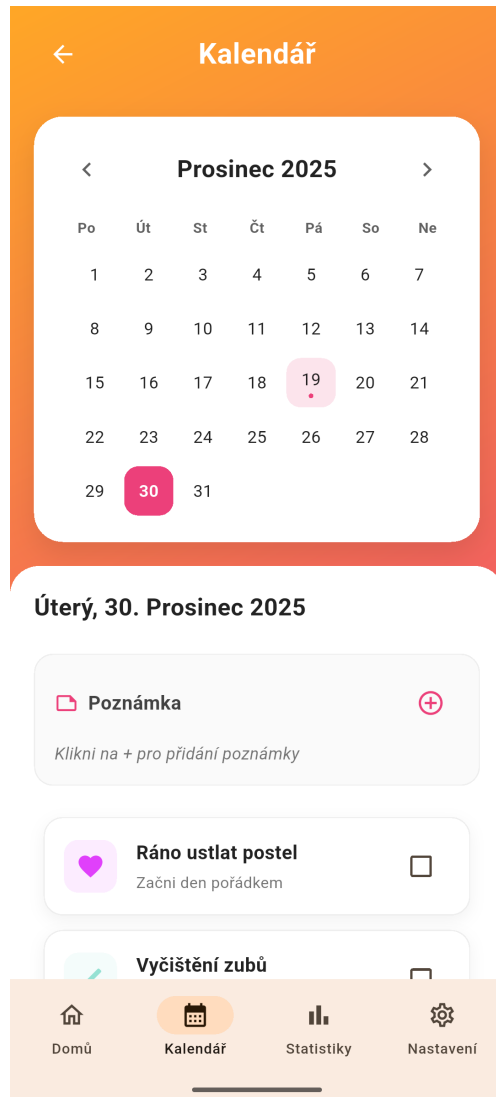 Kalendář
Prosinec 2025
Po Út St Čt Pá So Ne
1 2 3 4 5 6 7
8 9 10 11 12 13 14
15 16 17 18 19 20 21
22 23 24 25 26 27 28
29 30 31
Úterý, 30. Prosinec 2025
Poznámka
Klikni na + pro přidání poznámky
Ráno ustlat postel
Začni den pořádkem
Vyčištění zubů
Domů Kalendář Statistiky Nastavení